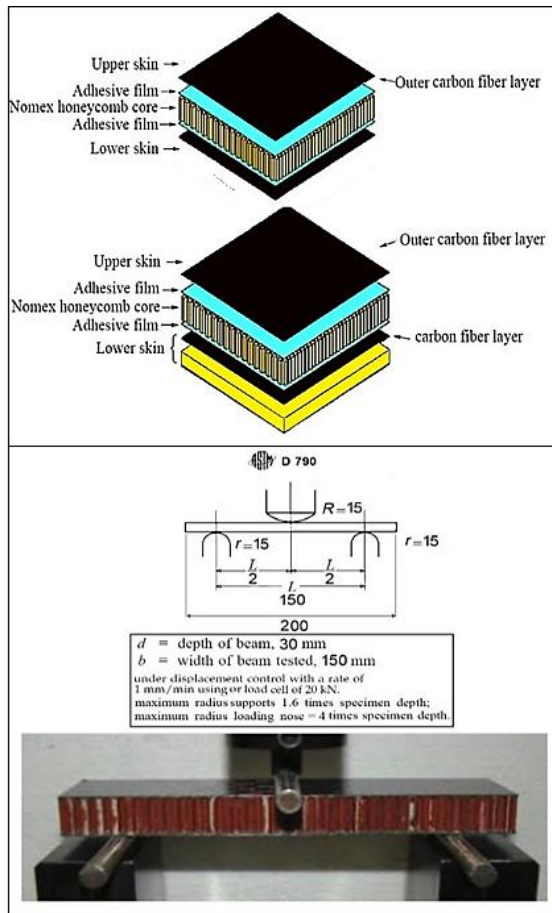 Upper skin
Outer carbon fiber layer
Adhesive film
Nomex honeycomb core
Adhesive film
Lower skin
Outer carbon fiber layer
Upper skin
Adhesive film
Nomex honeycomb core
Adhesive film
carbon fiber layer
Lower skin
ASTM D 790
R=15
r=15
r=15
L
2
L
2
L
150
200
d = depth of beam, 30 mm
b = width of beam tested, 150 mm
under displacement control with a rate of
1 mm/min using or load cell of 20 kN.
maximum radius supports 1.6 times specimen depth;
maximum radius loading nose = 4 times specimen depth.